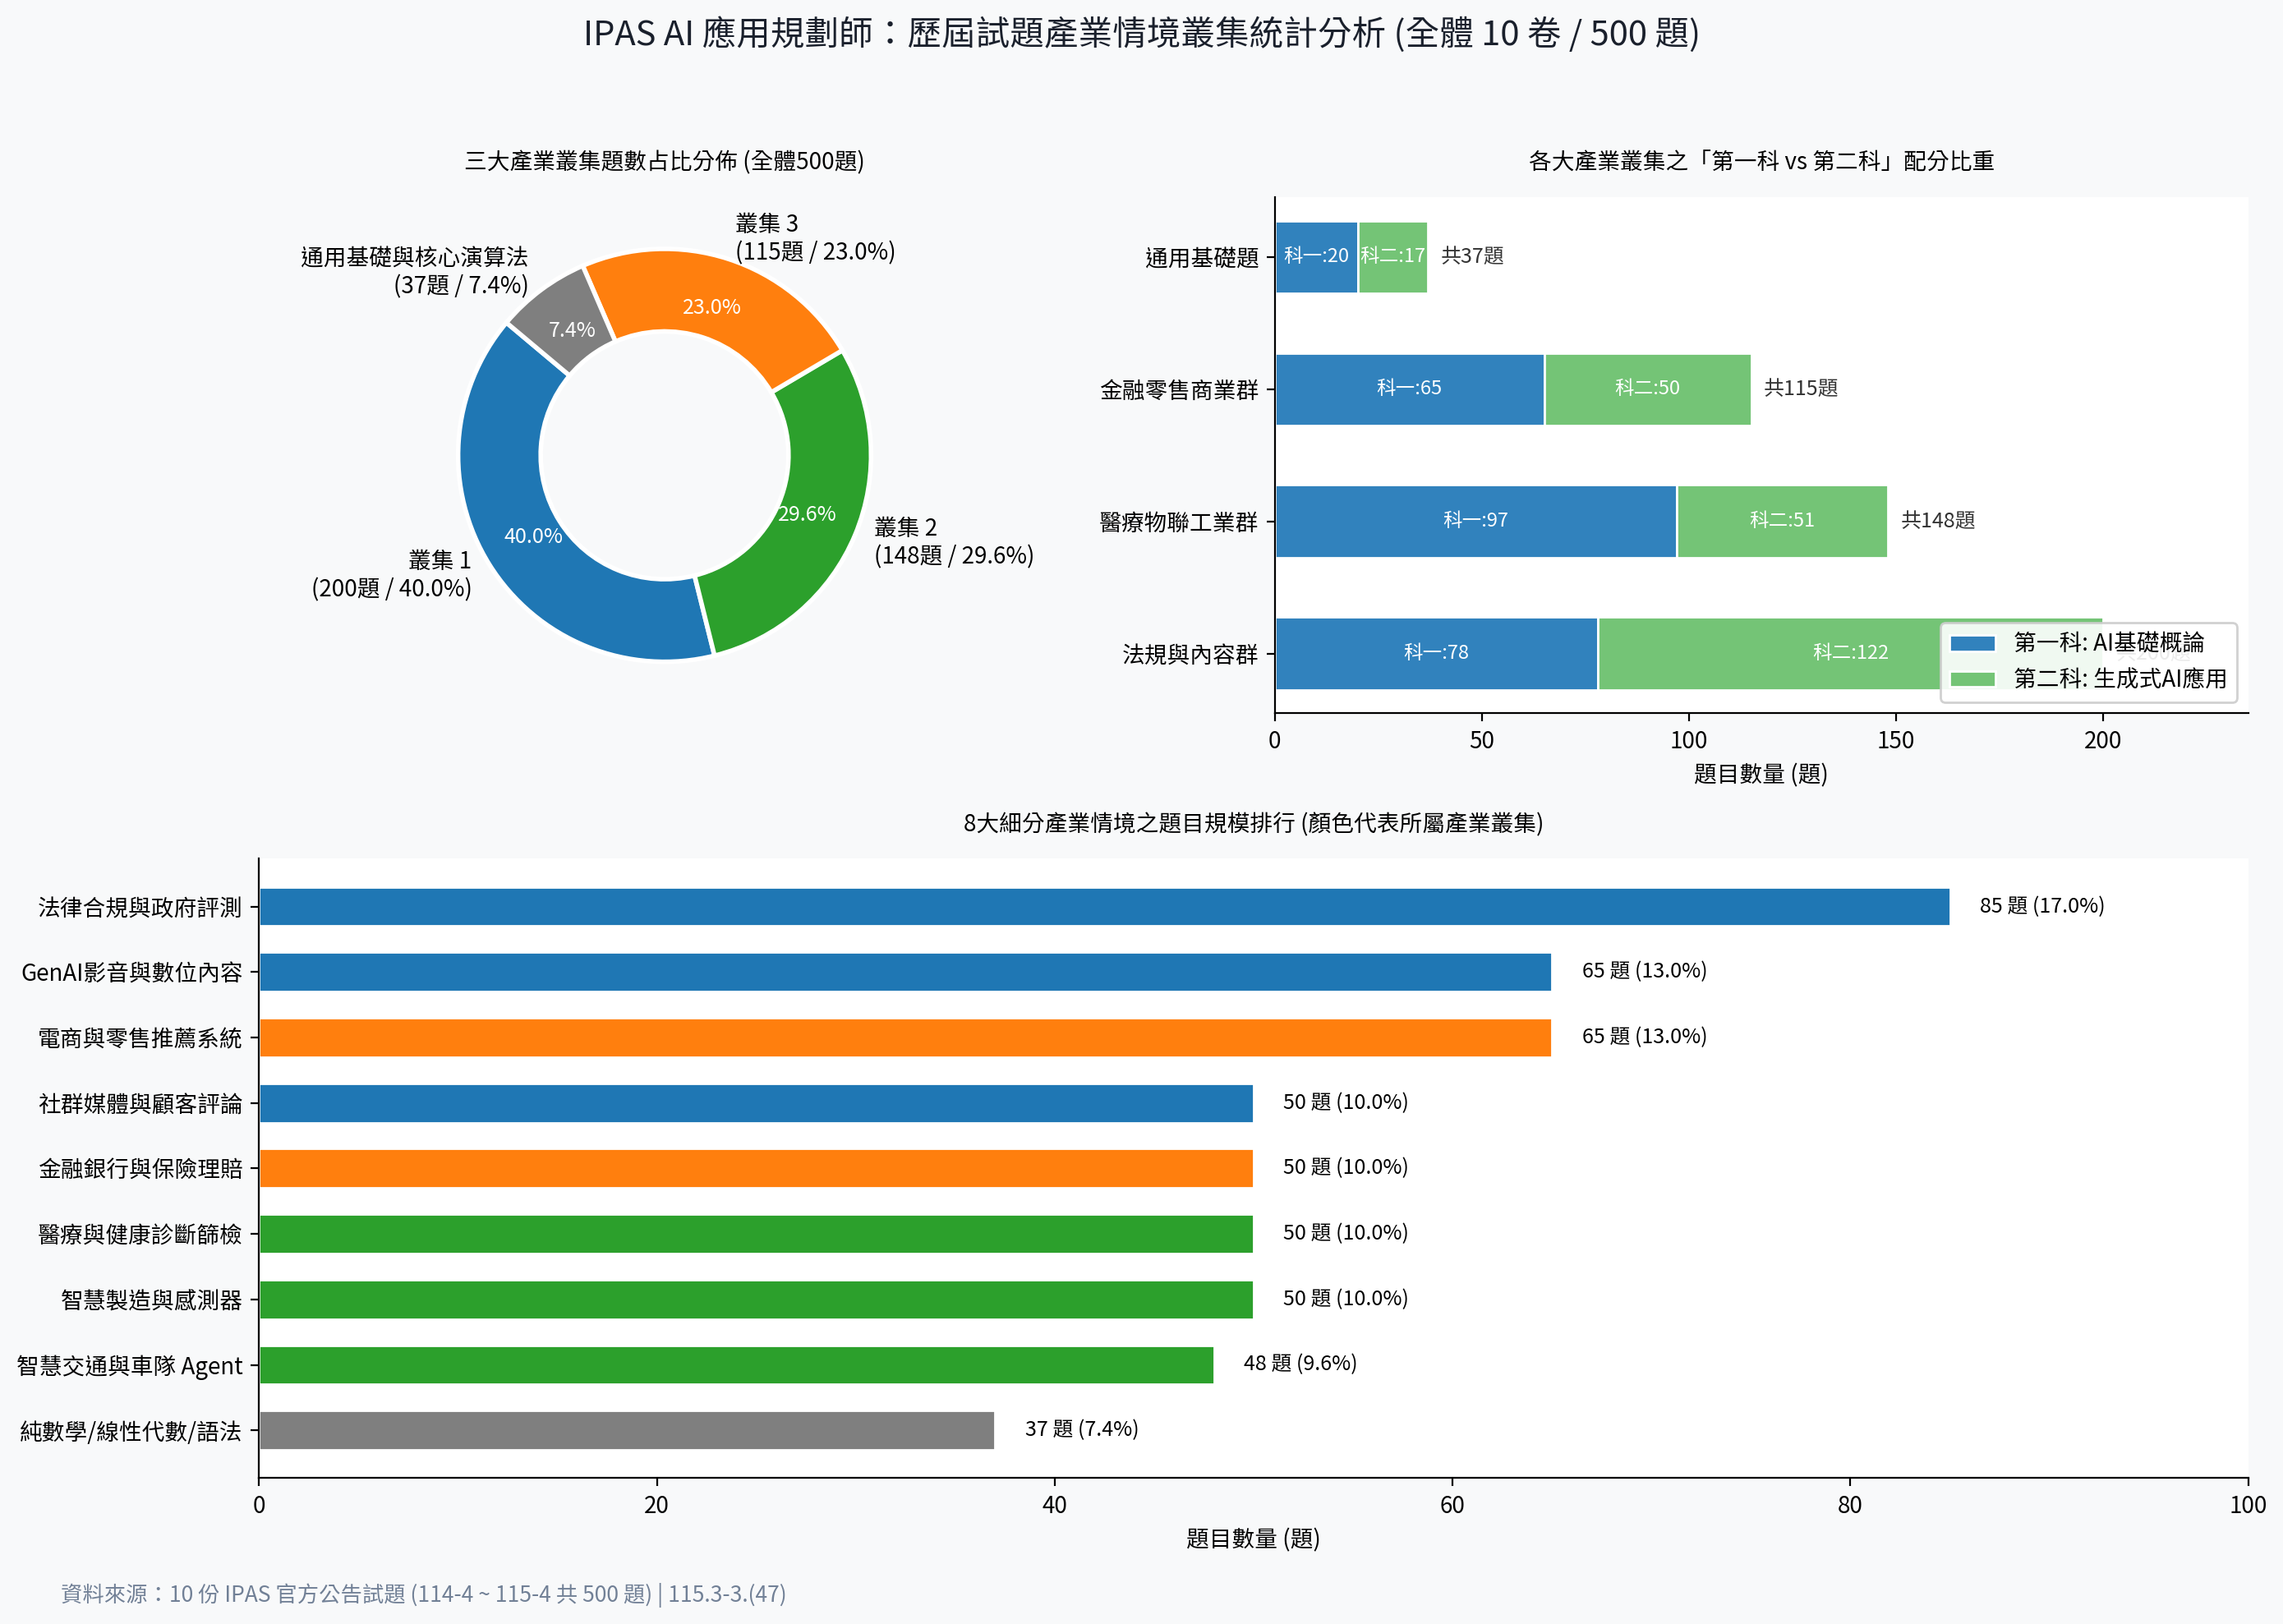 IPAS AI 應用規劃師：歷屆試題產業情境叢集統計分析 (全體 10 卷 / 500 題)
三大產業叢集題數占比分佈 (全體500題)
叢集 3
(115題 / 23.0%)
通用基礎與核心演算法
(37題 / 7.4%)
23.0%
7.4%
29.6%
40.0%
叢集 2
(148題 / 29.6%)
叢集 1
(200題 / 40.0%)
各大產業叢集之「第一科 vs 第二科」配分比重
通用基礎題
科一:20
科二:17
共37題
金融零售商業群
科一:65
科二:50
共115題
醫療物聯工業群
科一:97
科二:51
共148題
法規與內容群
科一:78
科二:122
第一科: AI基礎概論
第二科: 生成式AI應用
0
50
100
150
200
題目數量 (題)
8大細分產業情境之題目規模排行 (顏色代表所屬產業叢集)
法律合規與政府評測
85 題 (17.0%)
GenAI影音與數位內容
65 題 (13.0%)
電商與零售推薦系統
65 題 (13.0%)
社群媒體與顧客評論
50 題 (10.0%)
金融銀行與保險理賠
50 題 (10.0%)
醫療與健康診斷篩檢
50 題 (10.0%)
智慧製造與感測器
50 題 (10.0%)
智慧交通與車隊 Agent
48 題 (9.6%)
純數學/線性代數/語法
37 題 (7.4%)
0
20
40
60
80
100
題目數量 (題)
資料來源：10 份 IPAS 官方公告試題 (114-4 ~ 115-4 共 500 題) | 115.3-3.(47)